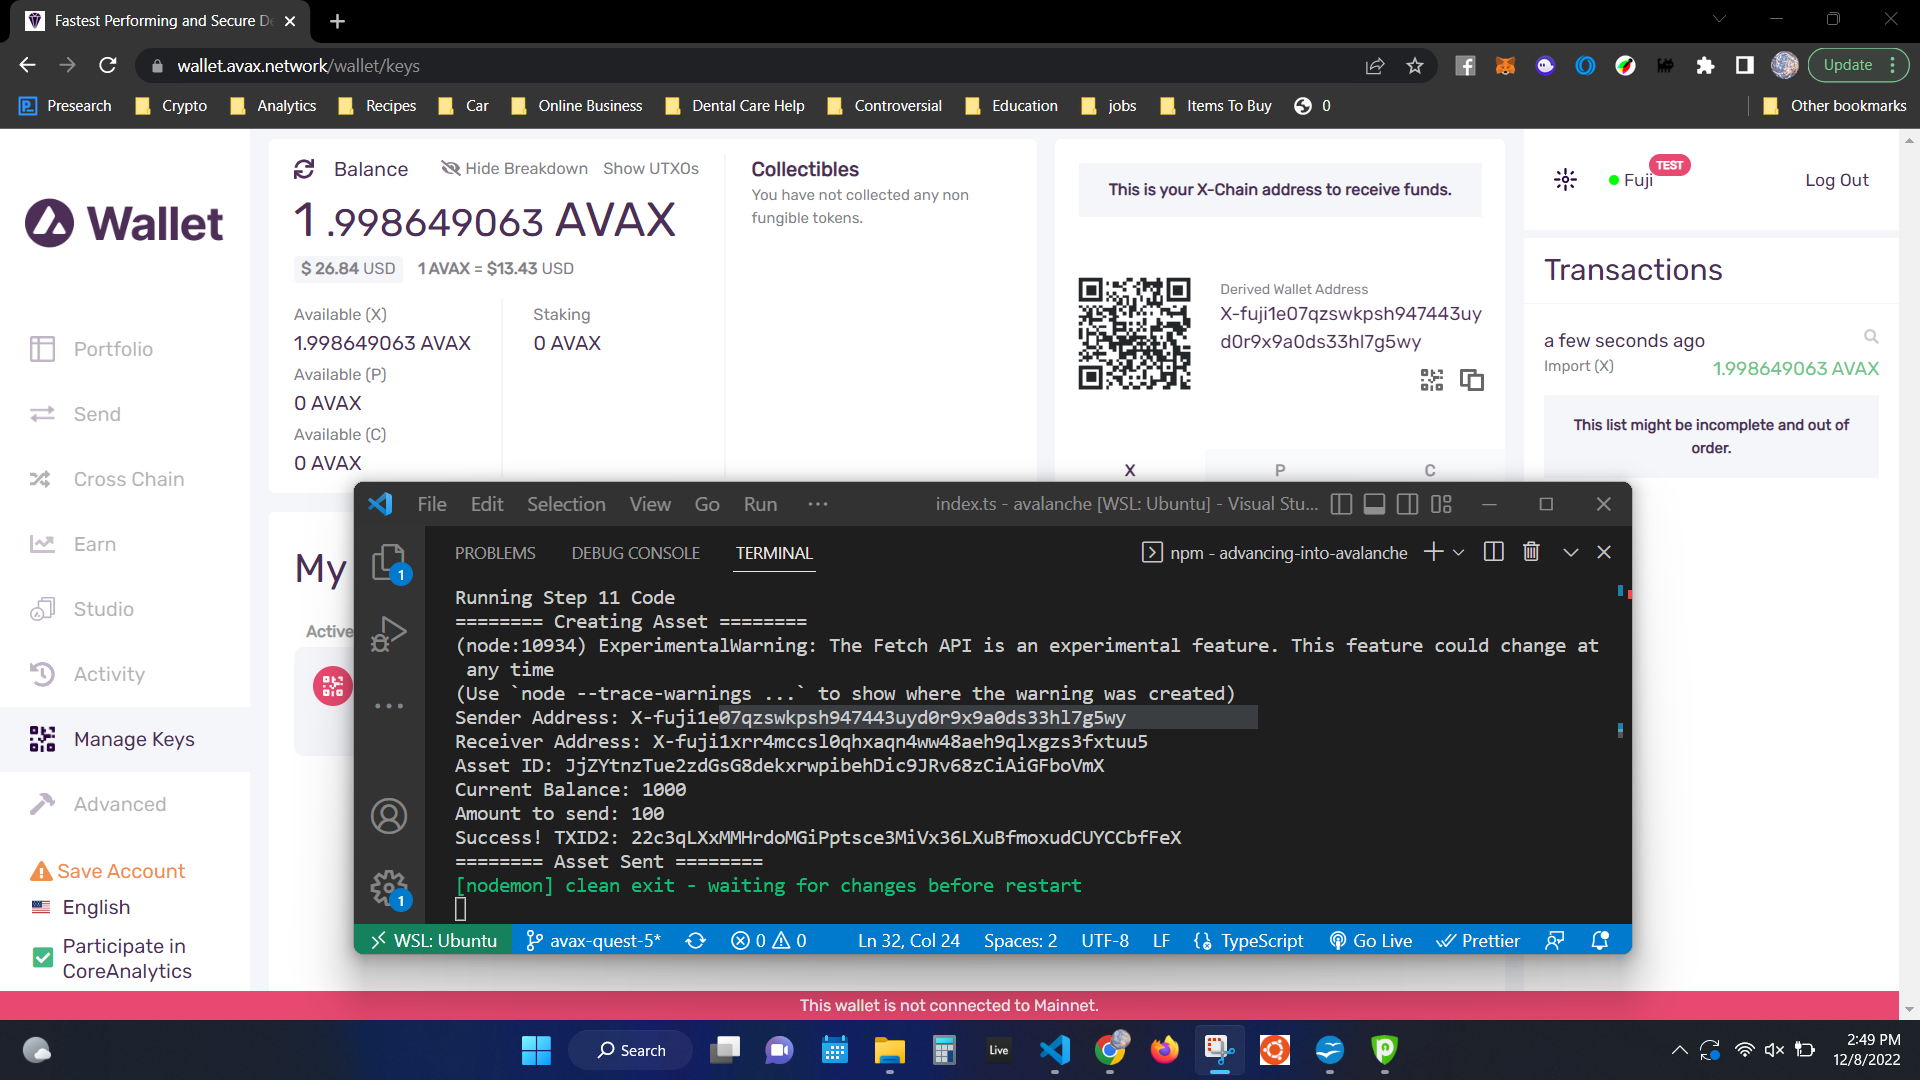 Fastest Performing and Secure De
wallet.avax.network/wallet/keys
Update
Presearch
Crypto
Analytics
Recipes
Car
Online Business
Dental Care Help
Controversial
Education
jobs
Items To Buy
0
Other bookmarks
Wallet
Portfolio
Send
Cross Chain
Earn
Studio
Activity
Manage Keys
Advanced
Save Account
English
Participate in
CoreAnalytics
Balance
Hide Breakdown
Show UTXOs
1.998649063 AVAX
$ 26.84 USD
1 AVAX = $13.43 USD
Available (X)
1.998649063 AVAX
Available (P)
0 AVAX
Available (C)
0 AVAX
Staking
0 AVAX
Collectibles
You have not collected any non
fungible tokens.
This is your X-Chain address to receive funds.
Derived Wallet Address
X-fuji1e07qzswkpsh947443uy
d0r9x9a0ds33hl7g5wy
X
P
C
Fuji
TEST
Log Out
Transactions
a few seconds ago
Import (X)
1.998649063 AVAX
This list might be incomplete and out of
order.
My
Active
File
Edit
Selection
View
Go
Run
···
index.ts - avalanche [WSL: Ubuntu] - Visual Stu...
1
1
PROBLEMS
DEBUG CONSOLE
TERMINAL
npm - advancing-into-avalanche
Running Step 11 Code
======== Creating Asset ========
(node:10934) ExperimentalWarning: The Fetch API is an experimental feature. This feature could change at
any time
(Use `node --trace-warnings ...` to show where the warning was created)
Sender Address: X-fuji1e07qzswkpsh947443uyd0r9x9a0ds33hl7g5wy
Receiver Address: X-fuji1xrr4mccsl0qhxaqn4ww48aeh9qlxgzs3fxtuu5
Asset ID: JjZYtnzTue2zdGsG8dekxrwpibehDic9JRv68zCiAiGFboVmX
Current Balance: 1000
Amount to send: 100
Success! TXID2: 22c3qLXxMMHrdoMGiPptsce3MiVx36LXuBfmoxudCUYCCbfFeX
======== Asset Sent ========
[nodemon] clean exit - waiting for changes before restart
WSL: Ubuntu
avax-quest-5*
0
0
Ln 32, Col 24
Spaces: 2
UTF-8
LF
TypeScript
Go Live
Prettier
This wallet is not connected to Mainnet.
Search
Live
2:49 PM
12/8/2022